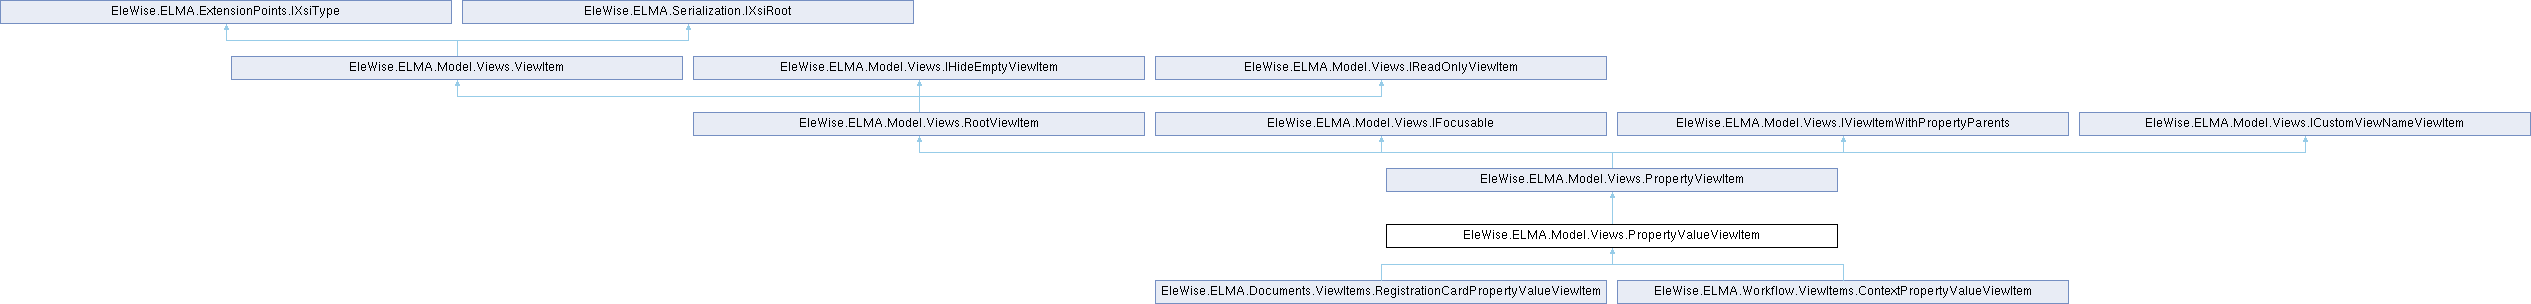 EleWise.ELMA.ExtensionPoints.IXsiType
EleWise.ELMA.Serialization.IXsiRoot
EleWise.ELMA.Model.Views.ViewItem
EleWise.ELMA.Model.Views.IHideEmptyViewItem
EleWise.ELMA.Model.Views.IReadOnlyViewItem
EleWise.ELMA.Model.Views.RootViewItem
EleWise.ELMA.Model.Views.IFocusable
EleWise.ELMA.Model.Views.IViewItemWithPropertyParents
EleWise.ELMA.Model.Views.ICustomViewNameViewItem
EleWise.ELMA.Model.Views.PropertyViewItem
EleWise.ELMA.Model.Views.PropertyValueViewItem
EleWise.ELMA.Documents.ViewItems.RegistrationCardPropertyValueViewItem
EleWise.ELMA.Workflow.ViewItems.ContextPropertyValueViewItem